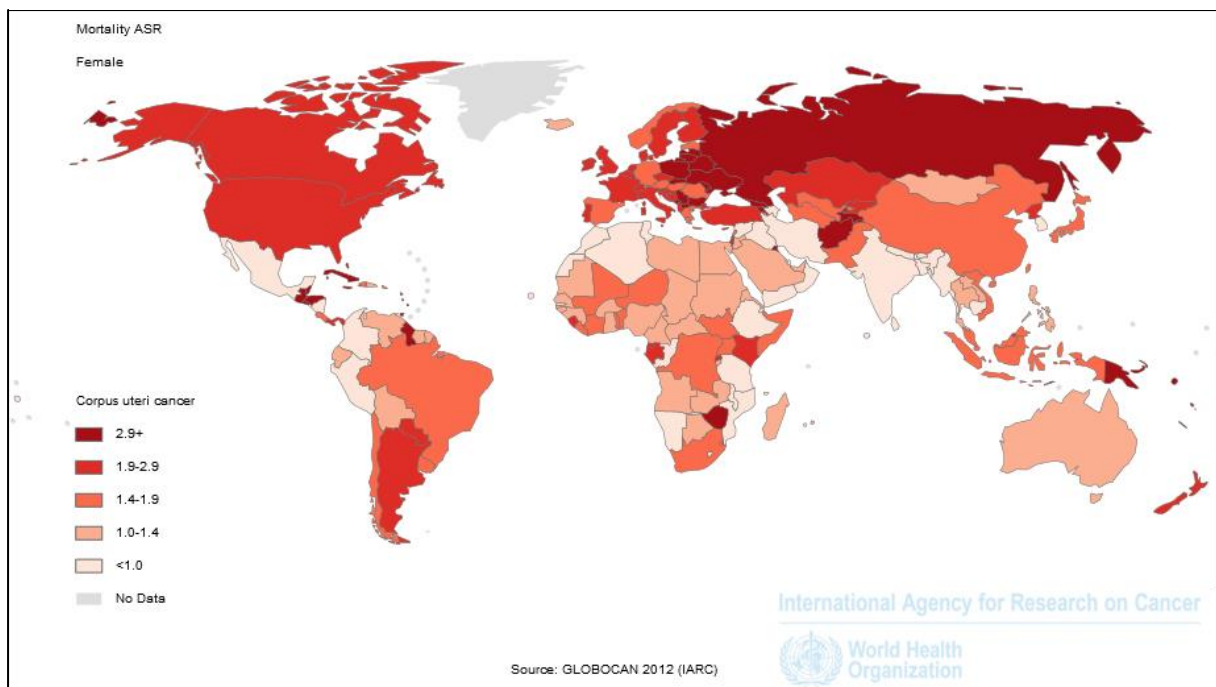 Mortality ASR
Female
Corpus uteri cancer
2.9+
1.9-2.9
1.4-1.9
1.0-1.4
<1.0
No Data
International Agency for Research on Cancer
World Health
Organization
Source: GLOBOCAN 2012 (IARC)